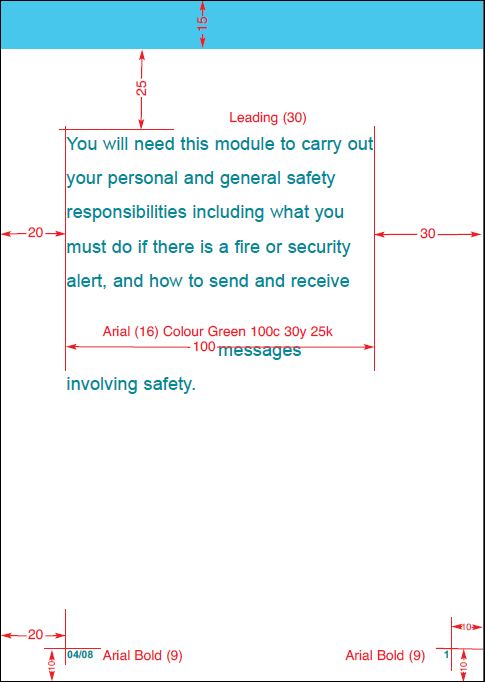 15
25
Leading (30)
You will need this module to carry out
your personal and general safety
responsibilities including what you
20
30
must do if there is a fire or security
alert, and how to send and receive
Arial (16) Colour Green 100c 30y 25k
100
messages
involving safety.
10
20
04/08 Arial Bold (9)
Arial Bold (9) 1
10
10